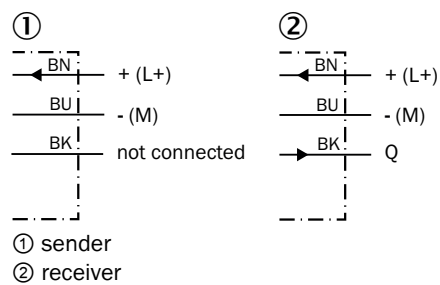 ① ②
BN + (L+) BN + (L+)
BU - (M) BU - (M)
BK not connected BK Q
① sender
② receiver